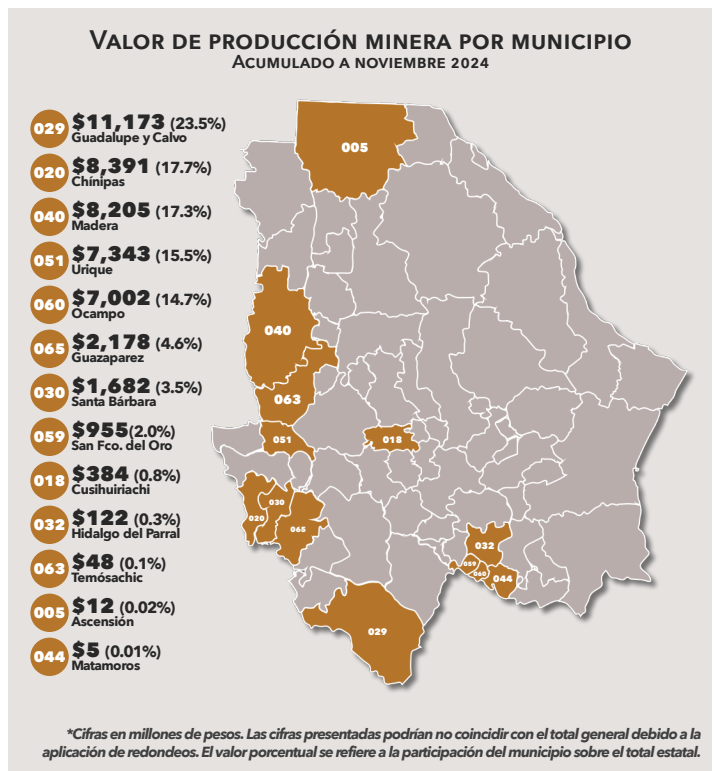 VALOR DE PRODUCCIÓN MINERA POR MUNICIPIO
ACUMULADO A NOVIEMBRE 2024
029 $11,173 (23.5%)
Guadalupe y Calvo
020 $8,391 (17.7%)
Chínipas
040 $8,205 (17.3%)
Madera
051 $7,343 (15.5%)
Urique
060 $7,002 (14.7%)
Ocampo
065 $2,178 (4.6%)
Guazaparez
030 $1,682 (3.5%)
Santa Bárbara
059 $955(2.0%)
San Fco. del Oro
018 $384 (0.8%)
Cusihuiriachi
032 $122 (0.3%)
Hidalgo del Parral
063 $48 (0.1%)
Temósachic
005 $12 (0.02%)
Ascensión
044 $5 (0.01%)
Matamoros
005
040
063
051
018
030
020
065
032
059
060
044
029
*Cifras en millones de pesos. Las cifras presentadas podrían no coincidir con el total general debido a la
aplicación de redondeos. El valor porcentual se refiere a la participación del municipio sobre el total estatal.